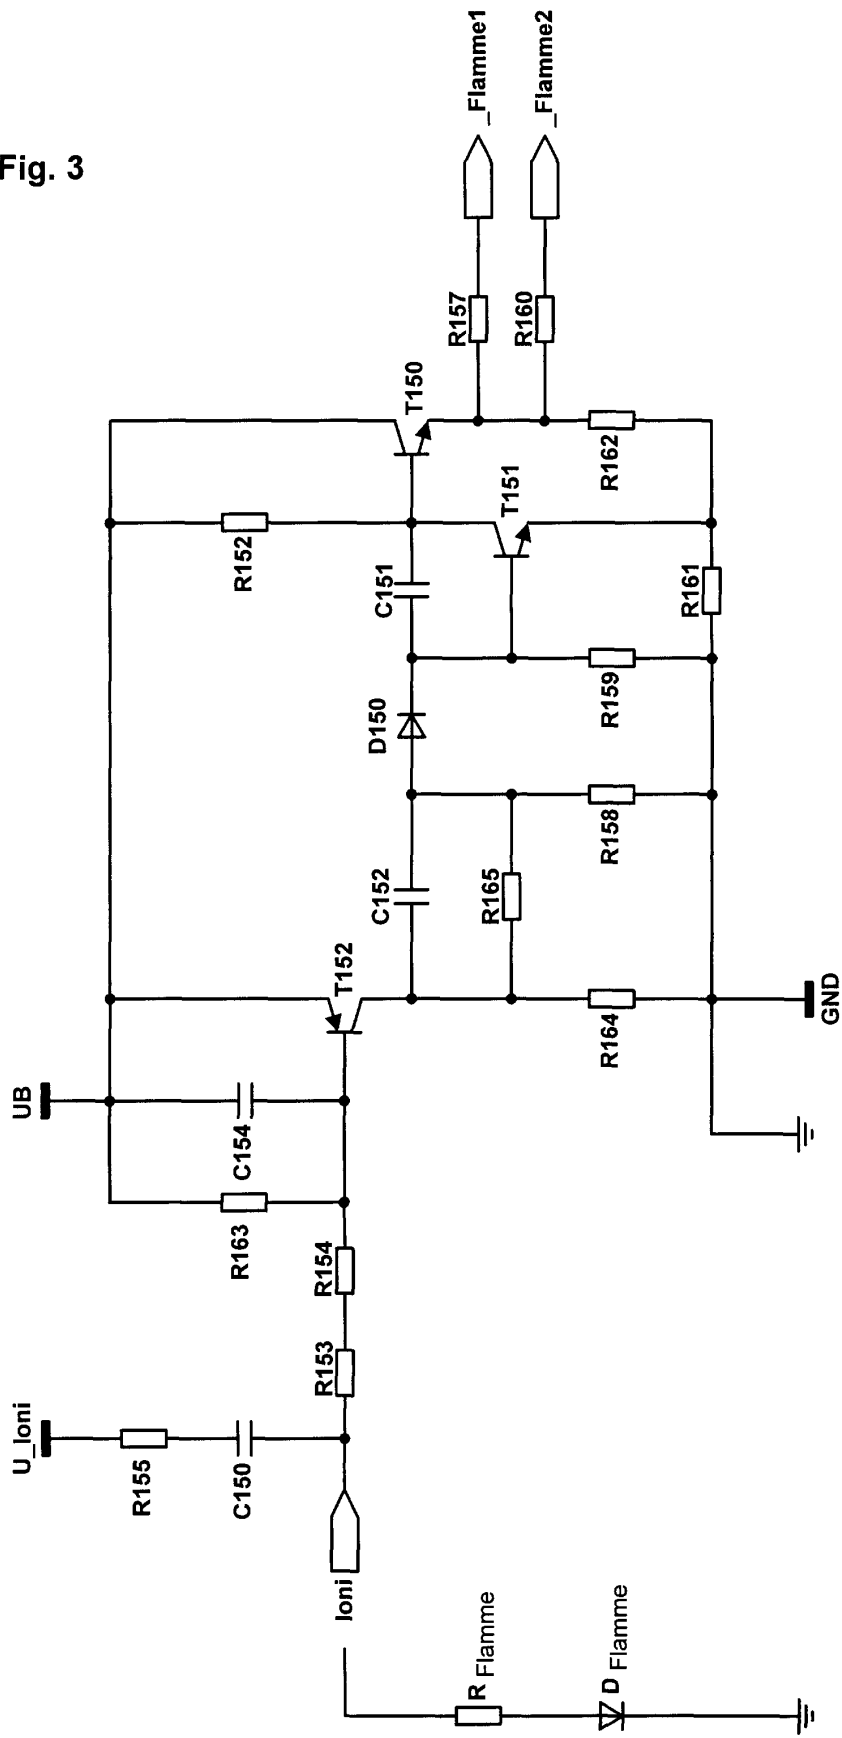 Fig. 3
_Flamme1
_Flamme2
R157
R160
T150
R162
R152
T151
C151
R161
D150
R159
R158
C152
R165
T152
R164
GND
UB
C154
R163
R154
R153
U_Ioni
R155
C150
Ioni
R Flamme
D Flamme